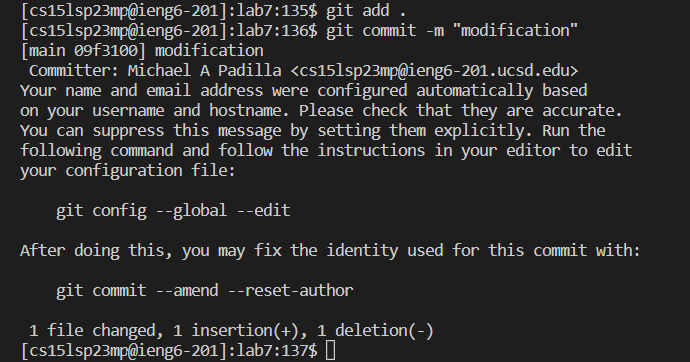 [cs15lsp23mp@ieng6-201]:lab7:135$ git add .
[cs15lsp23mp@ieng6-201]:lab7:136$ git commit -m "modification"
[main 09f3100] modification
 Committer: Michael A Padilla <cs15lsp23mp@ieng6-201.ucsd.edu>
Your name and email address were configured automatically based
on your username and hostname. Please check that they are accurate.
You can suppress this message by setting them explicitly. Run the
following command and follow the instructions in your editor to edit
your configuration file:

    git config --global --edit

After doing this, you may fix the identity used for this commit with:

    git commit --amend --reset-author

 1 file changed, 1 insertion(+), 1 deletion(-)
[cs15lsp23mp@ieng6-201]:lab7:137$